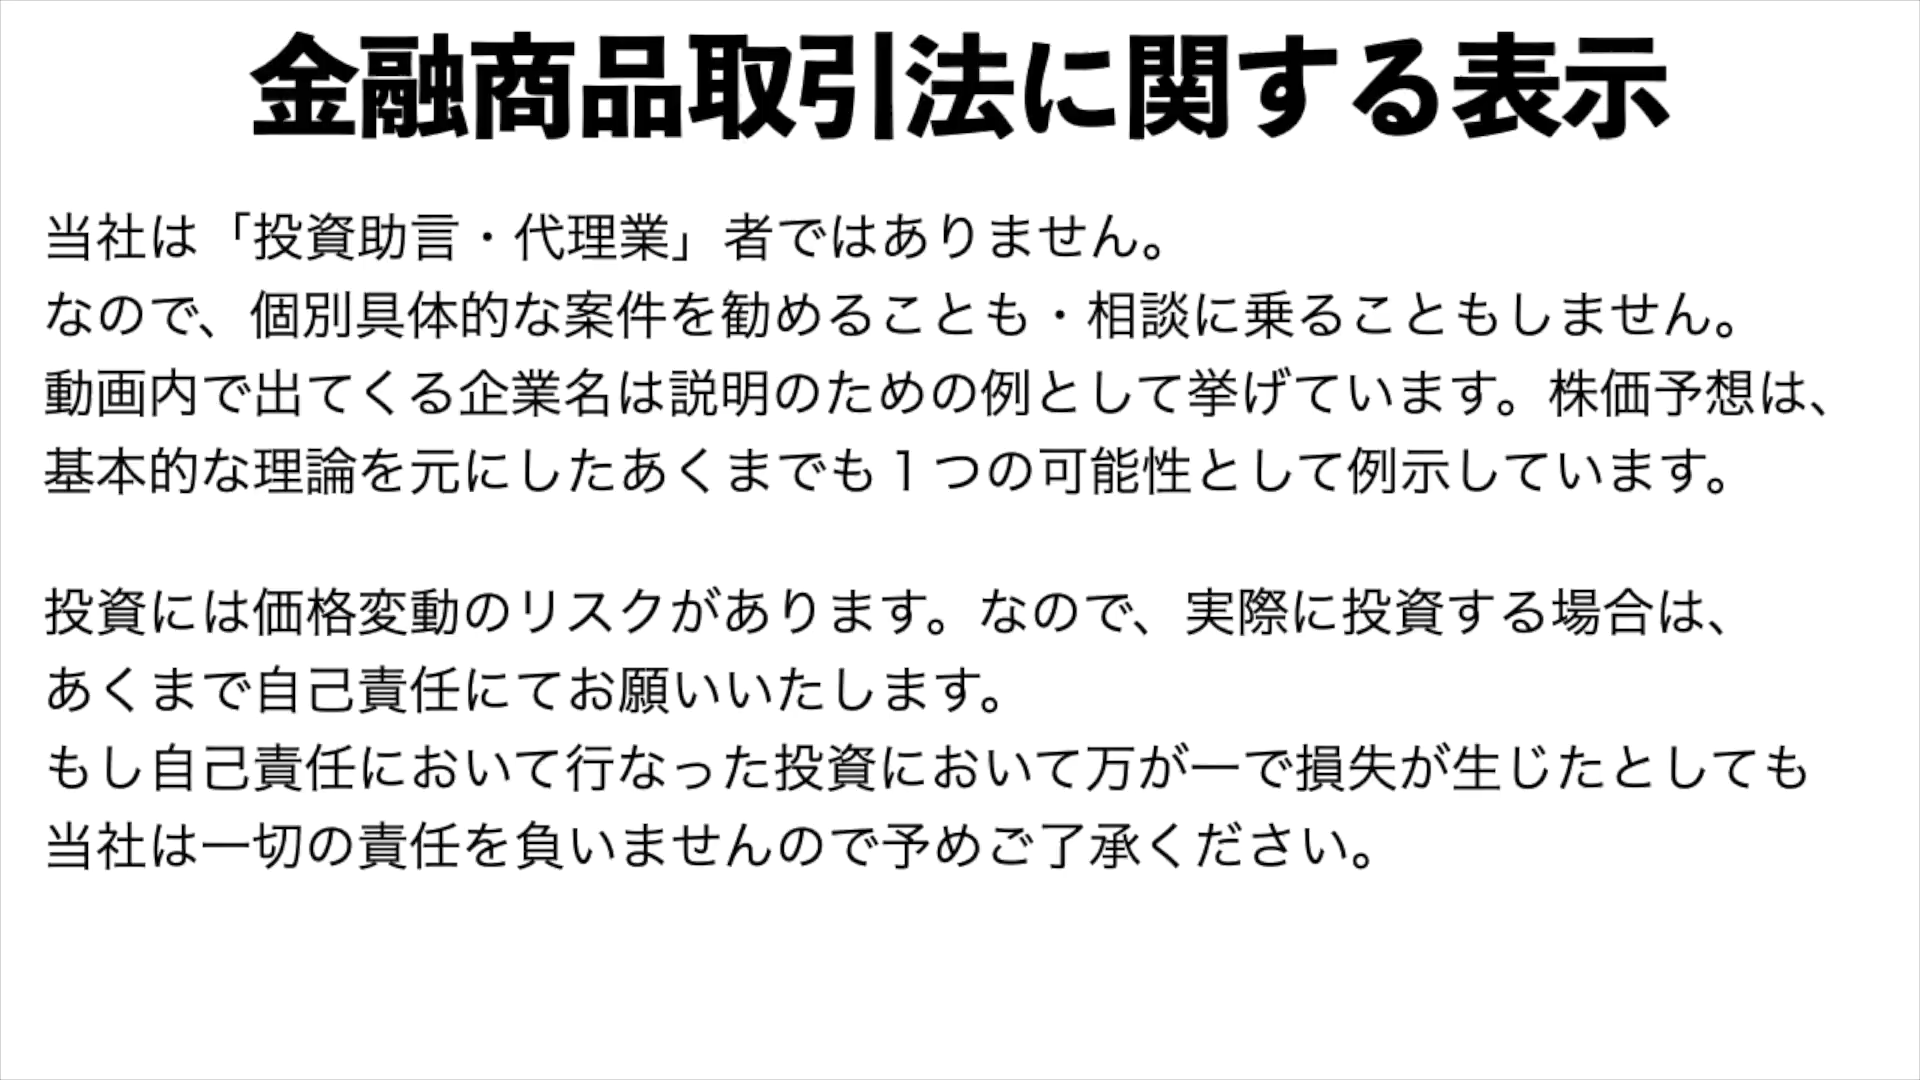 金融商品取引法に関する表示
当社は「投資助言・代理業」者ではありません。
なので、個別具体的な案件を勧めることも・相談に乗ることもしません。
動画内で出てくる企業名は説明のための例として挙げています。株価予想は、
基本的な理論を元にしたあくまでも１つの可能性として例示しています。
投資には価格変動のリスクがあります。なので、実際に投資する場合は、
あくまで自己責任にてお願いいたします。
もし自己責任において行なった投資において万が一で損失が生じたとしても
当社は一切の責任を負いませんので予めご了承ください。